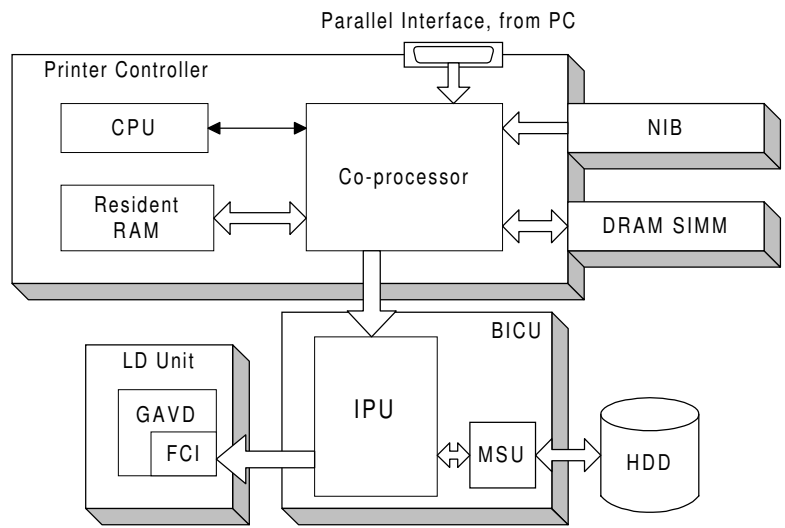 Parallel Interface, from PC
Printer Controller
CPU
Co-processor
NIB
Resident
RAM
DRAM SIMM
BICU
LD Unit
GAVD
FCI
IPU
MSU
HDD